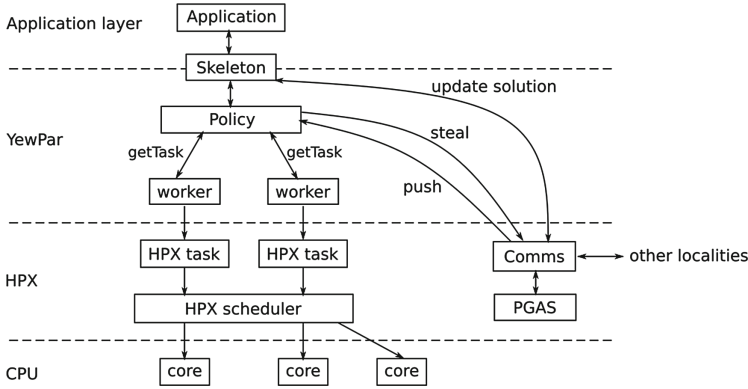 Application
Application layer
Skeleton
update solution
Policy
steal
YewPar
getTask
getTask
push
worker
worker
HPX task
HPX task
Comms
other localities
HPX
HPX scheduler
PGAS
CPU
core
core
core